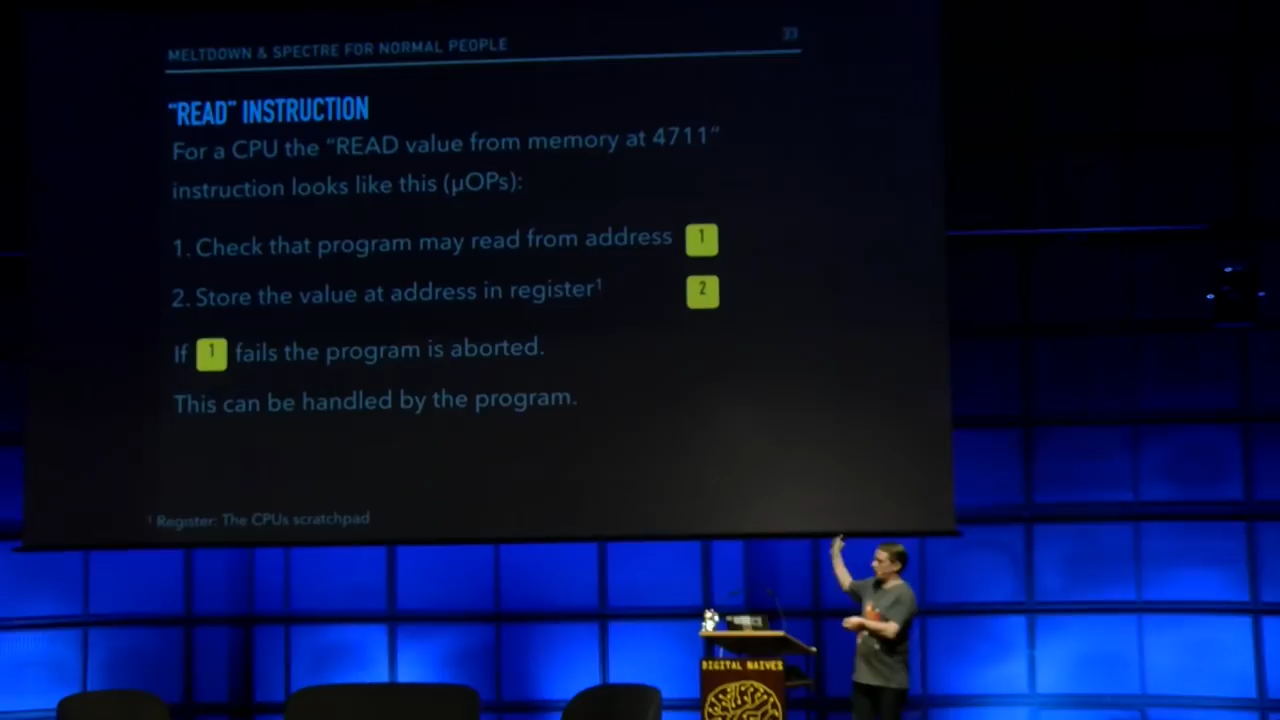 MELTDOWN & SPECTRE FOR NORMAL PEOPLE
33
"READ" INSTRUCTION
For a CPU the "READ value from memory at 4711"
instruction looks like this (μOPs):
1. Check that program may read from address 1
2. Store the value at address in register¹ 2
If 1 fails the program is aborted.
This can be handled by the program.
¹ Register: The CPUs scratchpad
DIGITAL NAIVES